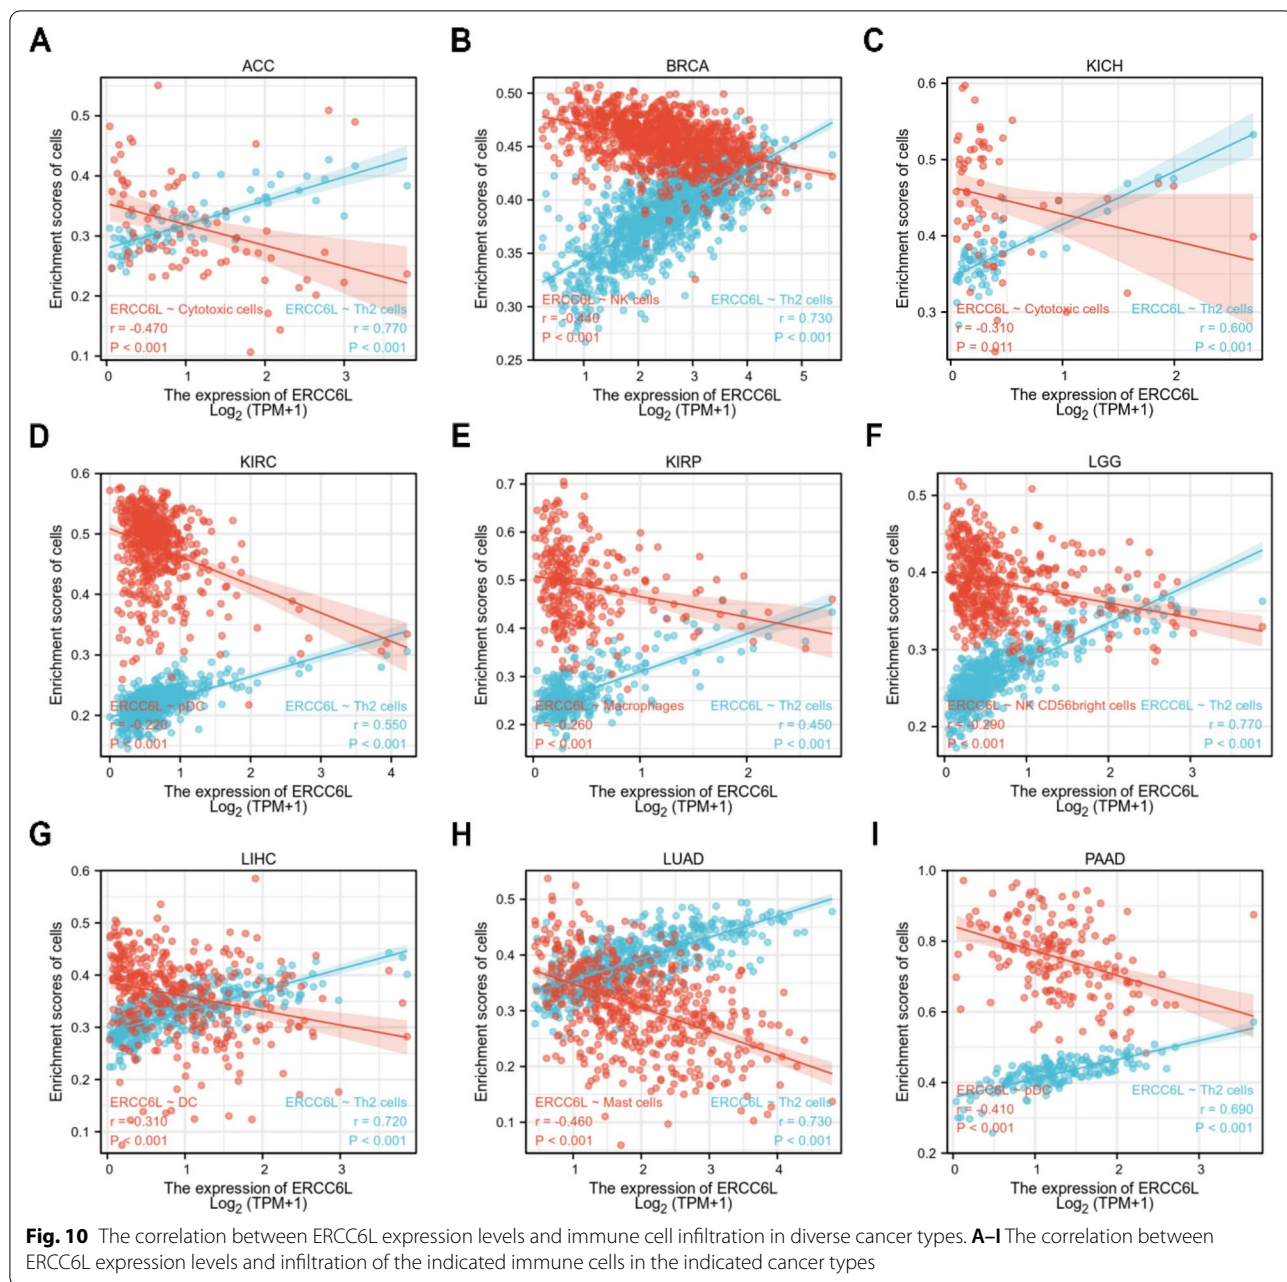 A
ACC
Enrichment scores of cells
0.5
0.4
0.3
0.2
0.1
ERCC6L ~ Cytotoxic cells
r = -0.470
P < 0.001
ERCC6L ~ Th2 cells
r = 0.770
P < 0.001
0 1 2 3
The expression of ERCC6L
Log2 (TPM+1)
B
BRCA
Enrichment scores of cells
0.50
0.45
0.40
0.35
0.30
0.25
ERCC6L ~ NK cells
r = -0.440
P < 0.001
ERCC6L ~ Th2 cells
r = 0.730
P < 0.001
1 2 3 4 5
The expression of ERCC6L
Log2 (TPM+1)
C
KICH
Enrichment scores of cells
0.6
0.5
0.4
0.3
ERCC6L ~ Cytotoxic cells
r = -0.310
P = 0.011
ERCC6L ~ Th2 cells
r = 0.600
P < 0.001
0 1 2
The expression of ERCC6L
Log2 (TPM+1)
D
KIRC
Enrichment scores of cells
0.6
0.5
0.4
0.3
0.2
ERCC6L ~ pDC
r = -0.220
P < 0.001
ERCC6L ~ Th2 cells
r = 0.550
P < 0.001
0 1 2 3 4
The expression of ERCC6L
Log2 (TPM+1)
E
KIRP
Enrichment scores of cells
0.7
0.6
0.5
0.4
0.3
0.2
ERCC6L ~ Macrophages
r = -0.260
P < 0.001
ERCC6L ~ Th2 cells
r = 0.450
P < 0.001
0 1 2
The expression of ERCC6L
Log2 (TPM+1)
F
LGG
Enrichment scores of cells
0.5
0.4
0.3
0.2
ERCC6L ~ NK CD56bright cells
r = -0.290
P < 0.001
ERCC6L ~ Th2 cells
r = 0.770
P < 0.001
0 1 2 3
The expression of ERCC6L
Log2 (TPM+1)
G
LIHC
Enrichment scores of cells
0.6
0.5
0.4
0.3
0.2
0.1
ERCC6L ~ DC
r = -0.310
P < 0.001
ERCC6L ~ Th2 cells
r = 0.720
P < 0.001
0 1 2 3
The expression of ERCC6L
Log2 (TPM+1)
H
LUAD
Enrichment scores of cells
0.5
0.4
0.3
0.2
0.1
ERCC6L ~ Mast cells
r = -0.460
P < 0.001
ERCC6L ~ Th2 cells
r = 0.730
P < 0.001
1 2 3 4
The expression of ERCC6L
Log2 (TPM+1)
I
PAAD
Enrichment scores of cells
1.0
0.8
0.6
0.4
0.2
ERCC6L ~ pDC
r = -0.410
P < 0.001
ERCC6L ~ Th2 cells
r = 0.690
P < 0.001
0 1 2 3
The expression of ERCC6L
Log2 (TPM+1)
Fig. 10 The correlation between ERCC6L expression levels and immune cell infiltration in diverse cancer types. A–I The correlation between
ERCC6L expression levels and infiltration of the indicated immune cells in the indicated cancer types